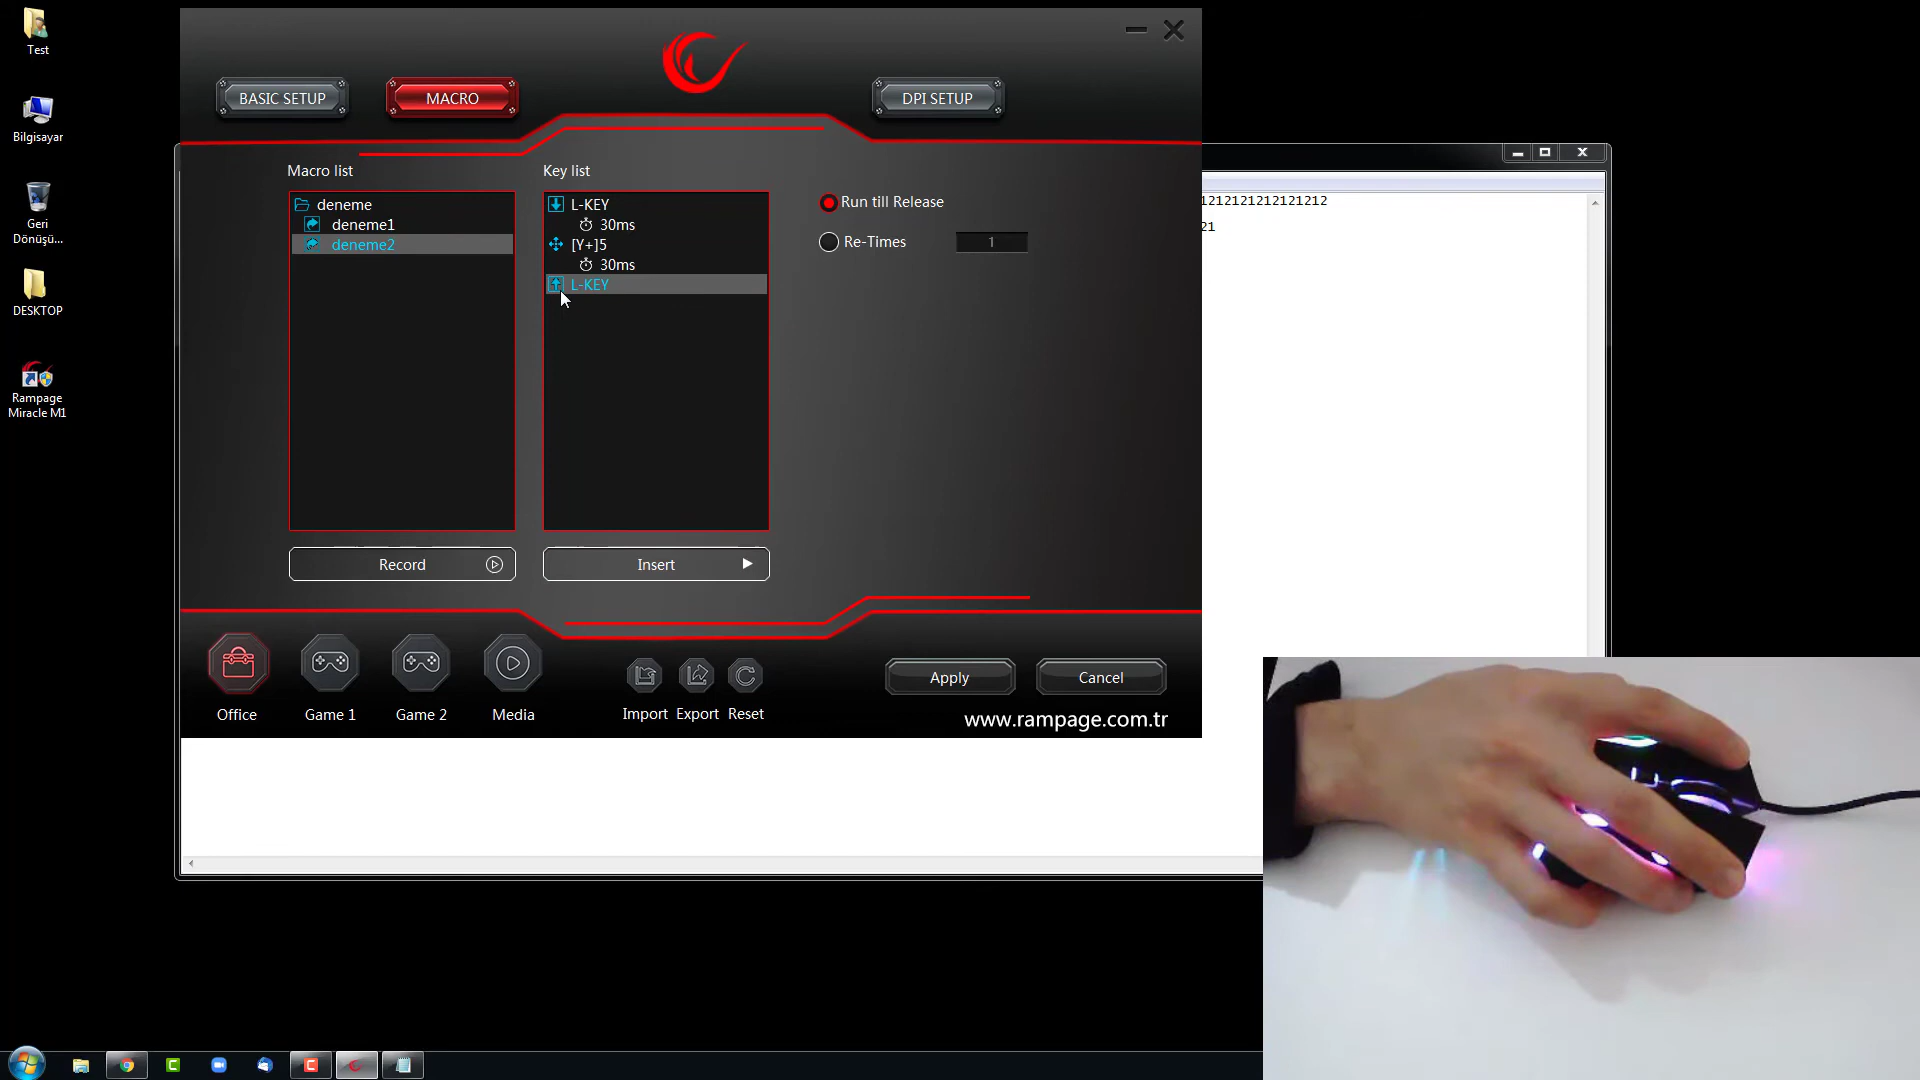 Test
Bilgisayar
Geri
Dönüşü...
DESKTOP
Rampage
Miracle M1
BASIC SETUP
MACRO
DPI SETUP
Macro list
deneme
deneme1
deneme2
Key list
L-KEY
30ms
[Y+]5
30ms
L-KEY
Run till Release
Re-Times
1
Record
Insert
Office
Game 1
Game 2
Media
Import
Export
Reset
Apply
Cancel
www.rampage.com.tr
21